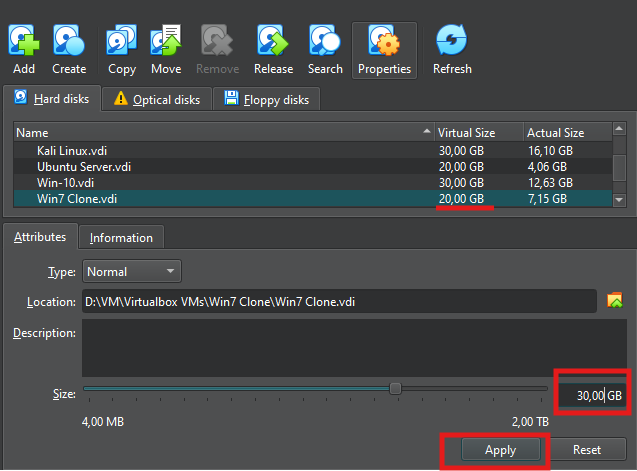 Add Create Copy Move Remove Release Search Properties Refresh
Hard disks Optical disks Floppy disks
Name Virtual Size Actual Size
Kali Linux.vdi 30,00 GB 16,10 GB
Ubuntu Server.vdi 20,00 GB 4,06 GB
Win-10.vdi 30,00 GB 12,63 GB
Win7 Clone.vdi 20,00 GB 7,15 GB
Attributes Information
Type: Normal
Location: D:\VM\Virtualbox VMs\Win7 Clone\Win7 Clone.vdi
Description:
Size: 30,00 GB
4,00 MB 2,00 TB
Apply Reset